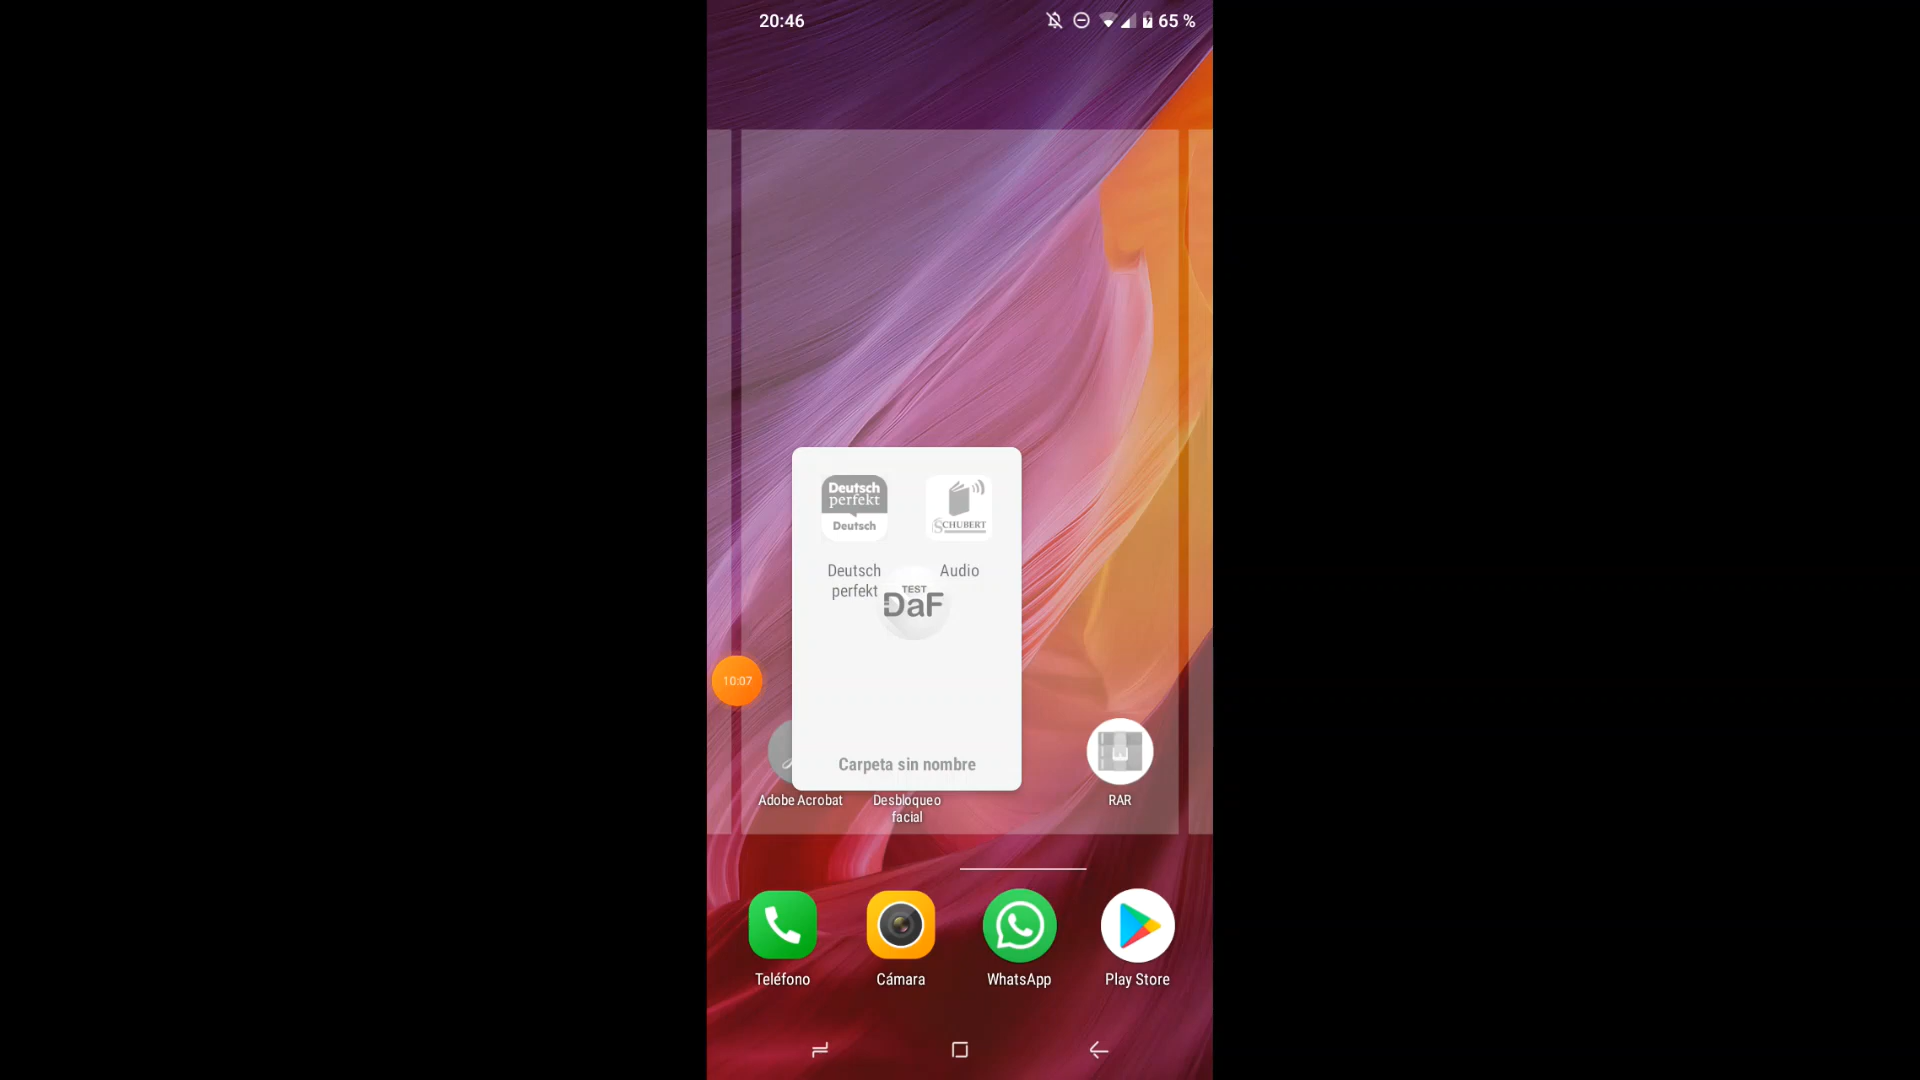 20:46
65 %
Deutsch
perfekt
Deutsch
SCHUBERT
Deutsch
perfekt
Audio
TEST
DaF
10:07
Carpeta sin nombre
Adobe Acrobat
Desbloqueo
facial
RAR
Teléfono
Cámara
WhatsApp
Play Store